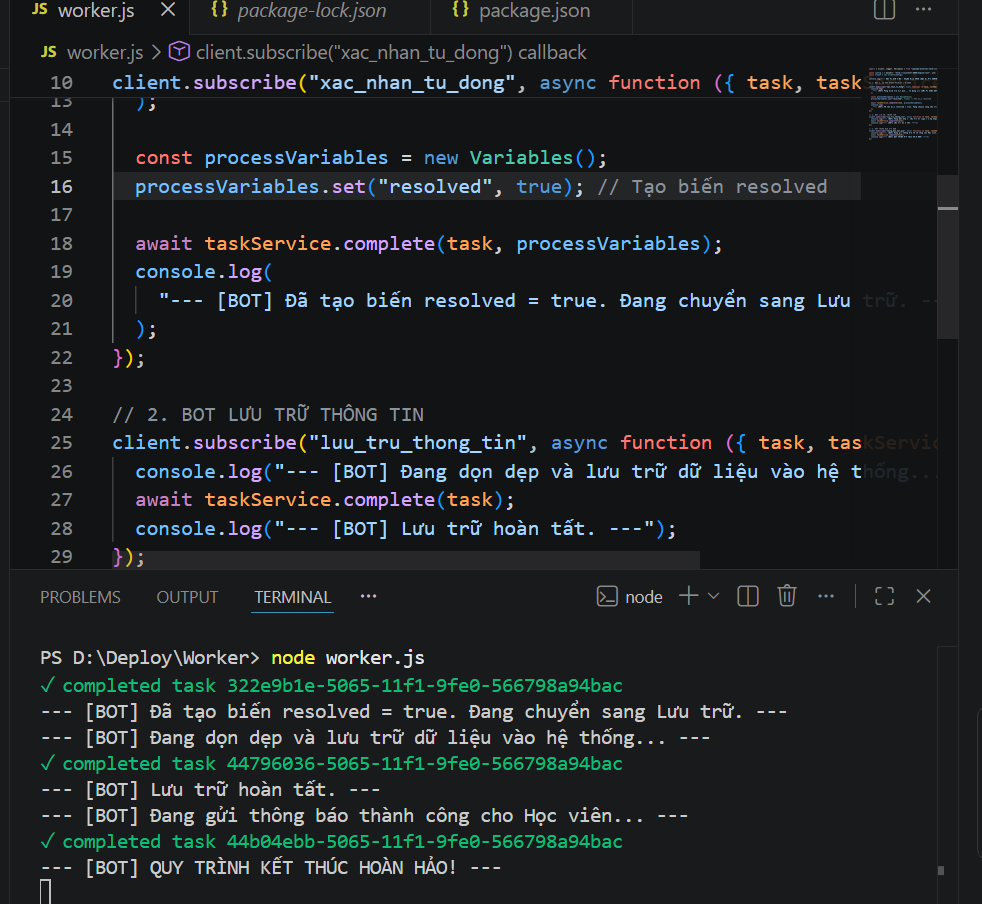 JS worker.js
{} package-lock.json
{} package.json
JS worker.js > client.subscribe("xac_nhan_tu_dong") callback
10 client.subscribe("xac_nhan_tu_dong", async function ({ task, task
13 );
14
15 const processVariables = new Variables();
16 processVariables.set("resolved", true); // Tạo biến resolved
17
18 await taskService.complete(task, processVariables);
19 console.log(
20 "--- [BOT] Đã tạo biến resolved = true. Đang chuyển sang Lưu trữ. --
21 );
22 });
23
24 // 2. BOT LƯU TRỮ THÔNG TIN
25 client.subscribe("luu_tru_thong_tin", async function ({ task, taskServic
26 console.log("--- [BOT] Đang dọn dẹp và lưu trữ dữ liệu vào hệ thống...
27 await taskService.complete(task);
28 console.log("--- [BOT] Lưu trữ hoàn tất. ---");
29 });
PROBLEMS OUTPUT TERMINAL ··· node
PS D:\Deploy\Worker> node worker.js
✓ completed task 322e9b1e-5065-11f1-9fe0-566798a94bac
--- [BOT] Đã tạo biến resolved = true. Đang chuyển sang Lưu trữ. ---
--- [BOT] Đang dọn dẹp và lưu trữ dữ liệu vào hệ thống... ---
✓ completed task 44796036-5065-11f1-9fe0-566798a94bac
--- [BOT] Lưu trữ hoàn tất. ---
--- [BOT] Đang gửi thông báo thành công cho Học viên... ---
✓ completed task 44b04ebb-5065-11f1-9fe0-566798a94bac
--- [BOT] QUY TRÌNH KẾT THÚC HOÀN HẢO! ---